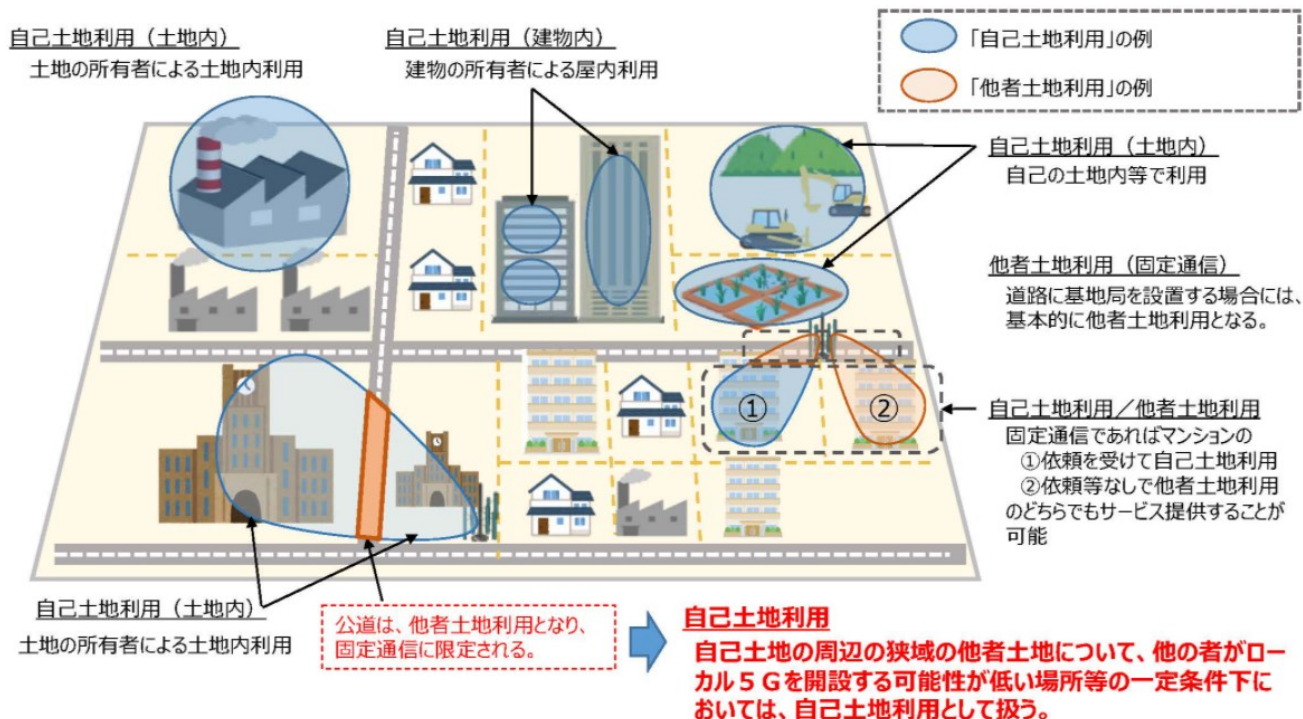 自己土地利用（土地内）
土地の所有者による土地内利用
自己土地利用（建物内）
建物の所有者による屋内利用
「自己土地利用」の例
「他者土地利用」の例
自己土地利用（土地内）
自己の土地内等で利用
他者土地利用（固定通信）
道路に基地局を設置する場合には、
基本的に他者土地利用となる。
①
②
自己土地利用／他者土地利用
固定通信であればマンションの
①依頼を受けて自己土地利用
②依頼等なしで他者土地利用
のどちらでもサービス提供することが
可能
自己土地利用（土地内）
土地の所有者による土地内利用
公道は、他者土地利用となり、
固定通信に限定される。
自己土地利用
自己土地の周辺の狭域の他者土地について、他の者がロー
カル５Ｇを開設する可能性が低い場所等の一定条件下に
おいては、自己土地利用として扱う。